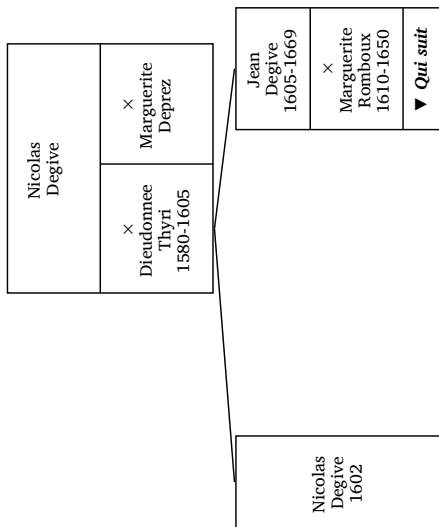 Nicolas
Degive
×
Dieudonnee
Thyri
1580-1605
×
Marguerite
Deprez
Nicolas
Degive
1602
Jean
Degive
1605-1669
×
Marguerite
Romboux
1610-1650
▼ Qui suit